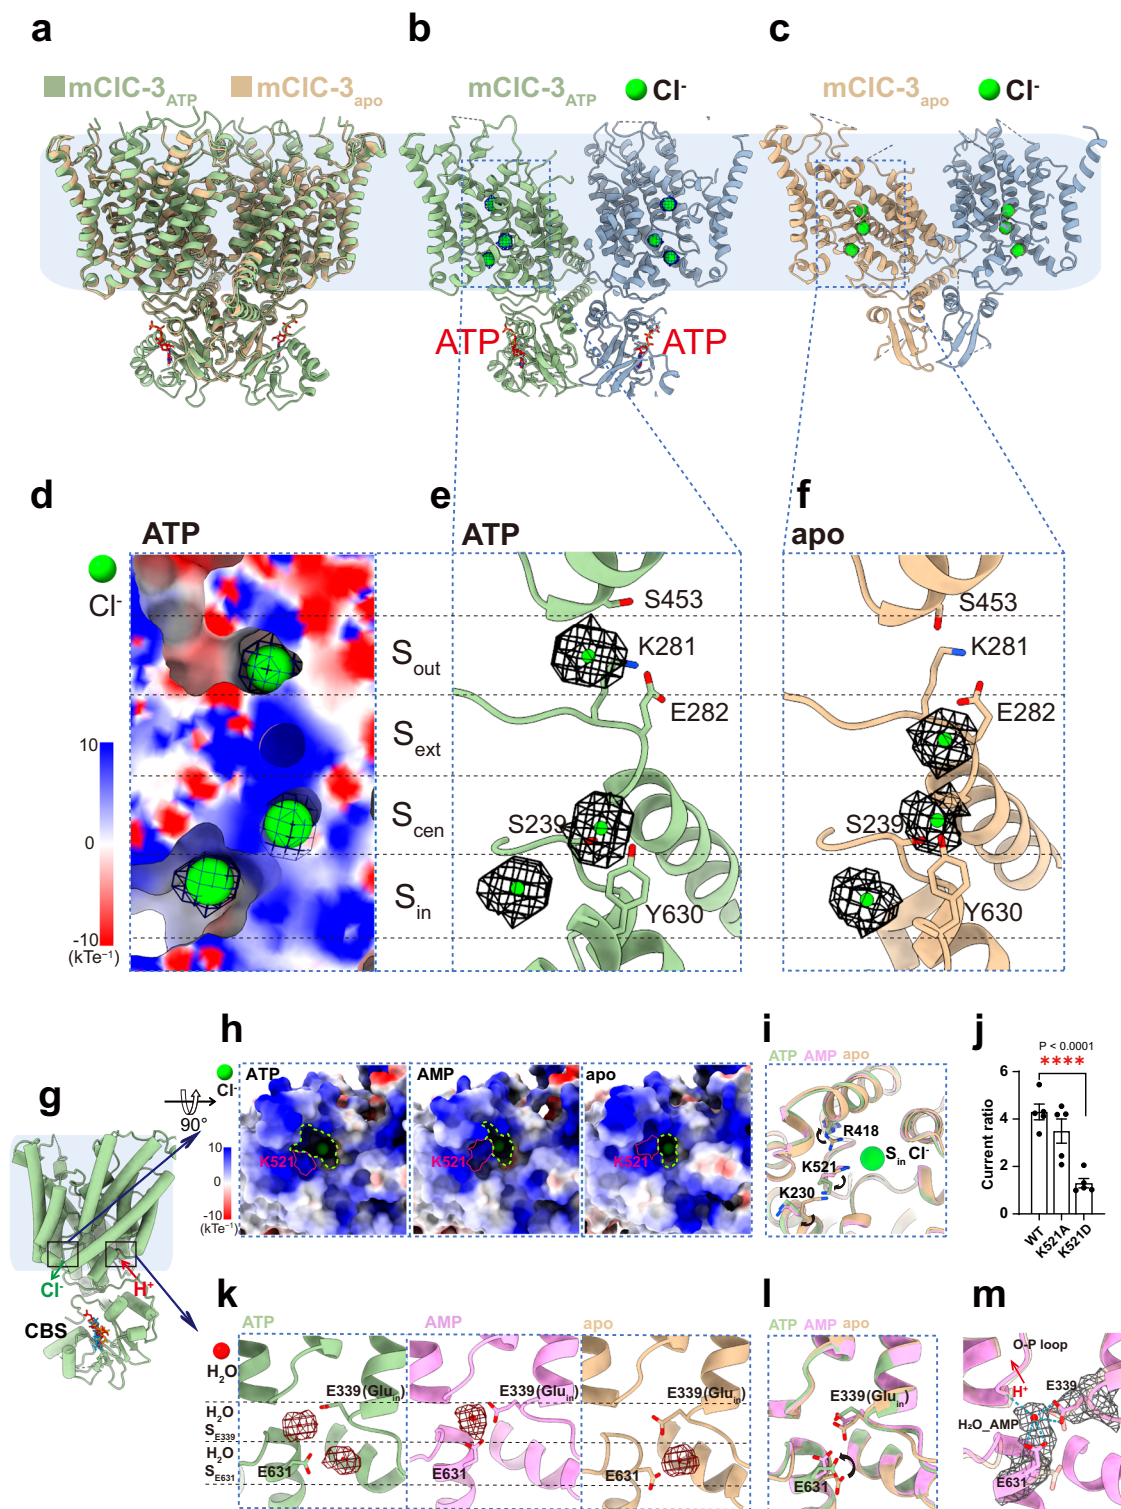 a
b
c
mClC-3ATP
mClC-3apo
mClC-3ATP
Cl-
mClC-3apo
Cl-
ATP
ATP
d
e
f
ATP
ATP
apo
Cl-
10
0
-10
(kTe-1)
Sout
Sext
Scen
Sin
S453
K281
E282
S239
Y630
S453
K281
E282
S239
Y630
g
h
i
j
90°
Cl-
10
0
-10
(kTe-1)
ATP
AMP
apo
K521
K521
K521
ATP AMP apo
R418
K521
Sin Cl-
K230
P < 0.0001
****
Current ratio
6
4
2
0
WT
K521A
K521D
Cl-
H+
CBS
k
l
m
H2O
H2O
SE339
H2O
SE631
ATP
AMP
apo
E339(Gluin)
E339(Gluin)
E339(Gluin)
E631
E631
E631
ATP AMP apo
E339(Gluin)
E631
O-P loop
H+
E339
H2O_AMP
E631